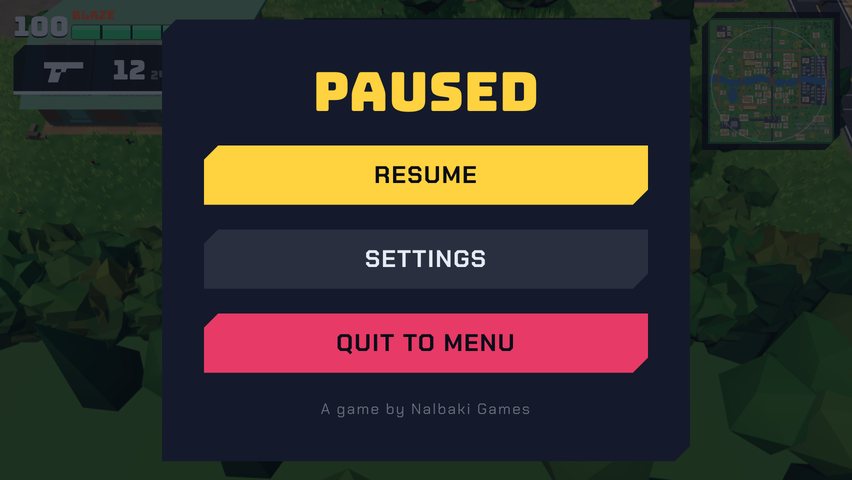 100 BLAZE
12
PAUSED
RESUME
SETTINGS
QUIT TO MENU
A game by Nalbaki Games